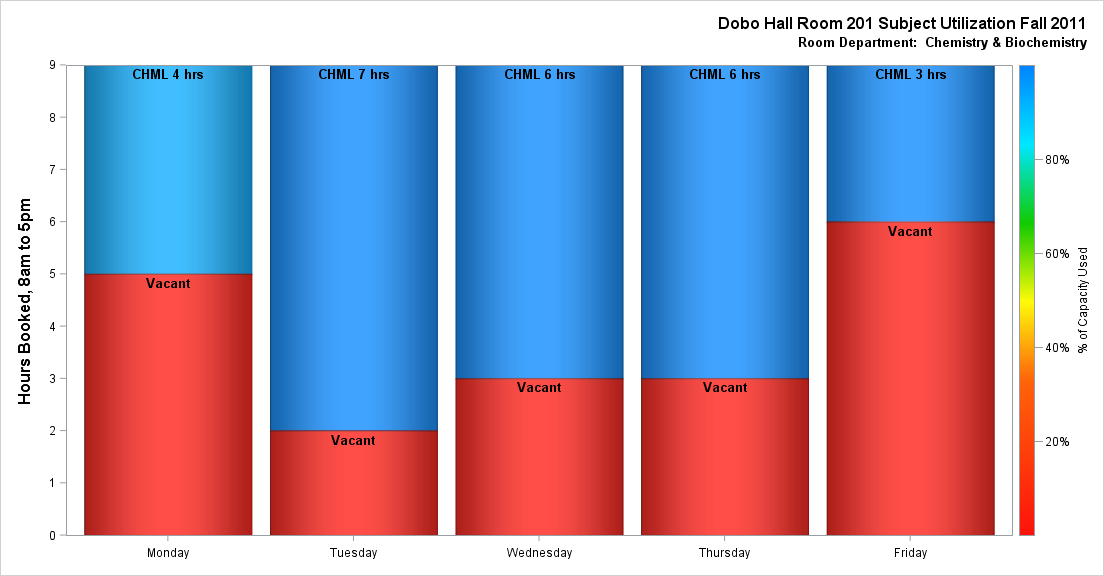 Dobo Hall Room 201 Subject Utilization Fall 2011
Room Department:  Chemistry & Biochemistry
Hours Booked, 8am to 5pm
9
8
7
6
5
4
3
2
1
0
CHML 4 hrs
Vacant
CHML 7 hrs
Vacant
CHML 6 hrs
Vacant
CHML 6 hrs
Vacant
CHML 3 hrs
Vacant
Monday
Tuesday
Wednesday
Thursday
Friday
80%
60%
40%
20%
% of Capacity Used